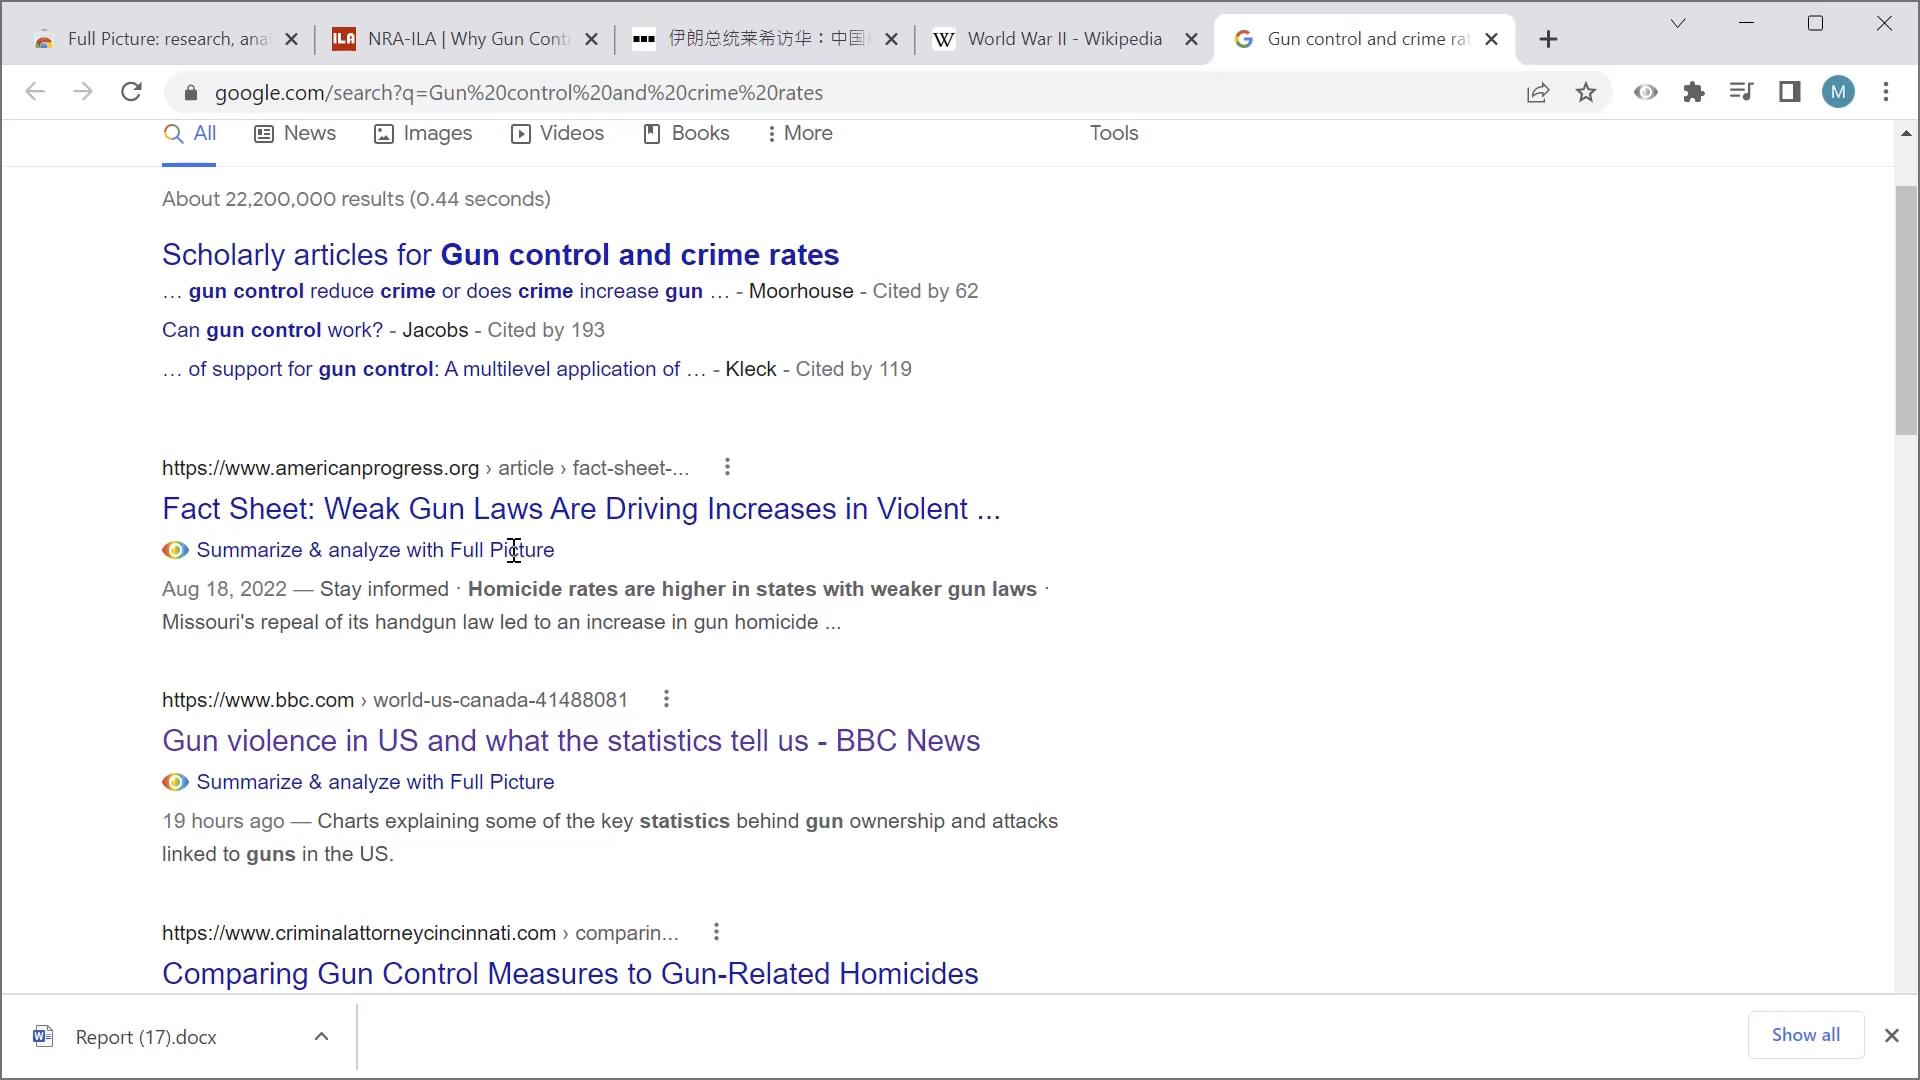 Full Picture: research, ana
NRA-ILA | Why Gun Cont
伊朗总统莱希访华：中国
World War II - Wikipedia
Gun control and crime rat
google.com/search?q=Gun%20control%20and%20crime%20rates
M
All
News
Images
Videos
Books
More
Tools
About 22,200,000 results (0.44 seconds)
Scholarly articles for Gun control and crime rates
… gun control reduce crime or does crime increase gun … - Moorhouse - Cited by 62
Can gun control work? - Jacobs - Cited by 193
… of support for gun control: A multilevel application of … - Kleck - Cited by 119
https://www.americanprogress.org › article › fact-sheet-...
Fact Sheet: Weak Gun Laws Are Driving Increases in Violent ...
Summarize & analyze with Full Picture
Aug 18, 2022 — Stay informed · Homicide rates are higher in states with weaker gun laws ·
Missouri's repeal of its handgun law led to an increase in gun homicide ...
https://www.bbc.com › world-us-canada-41488081
Gun violence in US and what the statistics tell us - BBC News
Summarize & analyze with Full Picture
19 hours ago — Charts explaining some of the key statistics behind gun ownership and attacks
linked to guns in the US.
https://www.criminalattorneycincinnati.com › comparin...
Comparing Gun Control Measures to Gun-Related Homicides
Report (17).docx
Show all